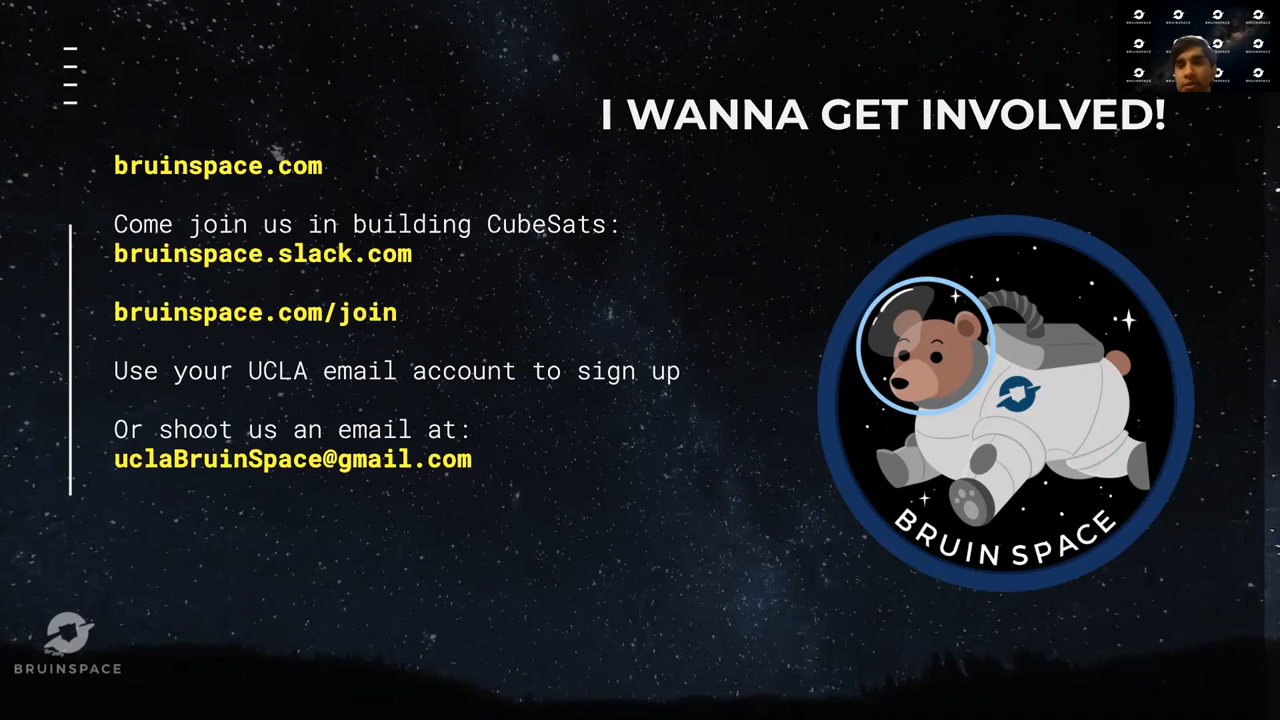 I WANNA GET INVOLVED!
bruinspace.com
Come join us in building CubeSats:
bruinspace.slack.com
bruinspace.com/join
Use your UCLA email account to sign up
Or shoot us an email at:
uclaBruinSpace@gmail.com
BRUIN SPACE
BRUINSPACE